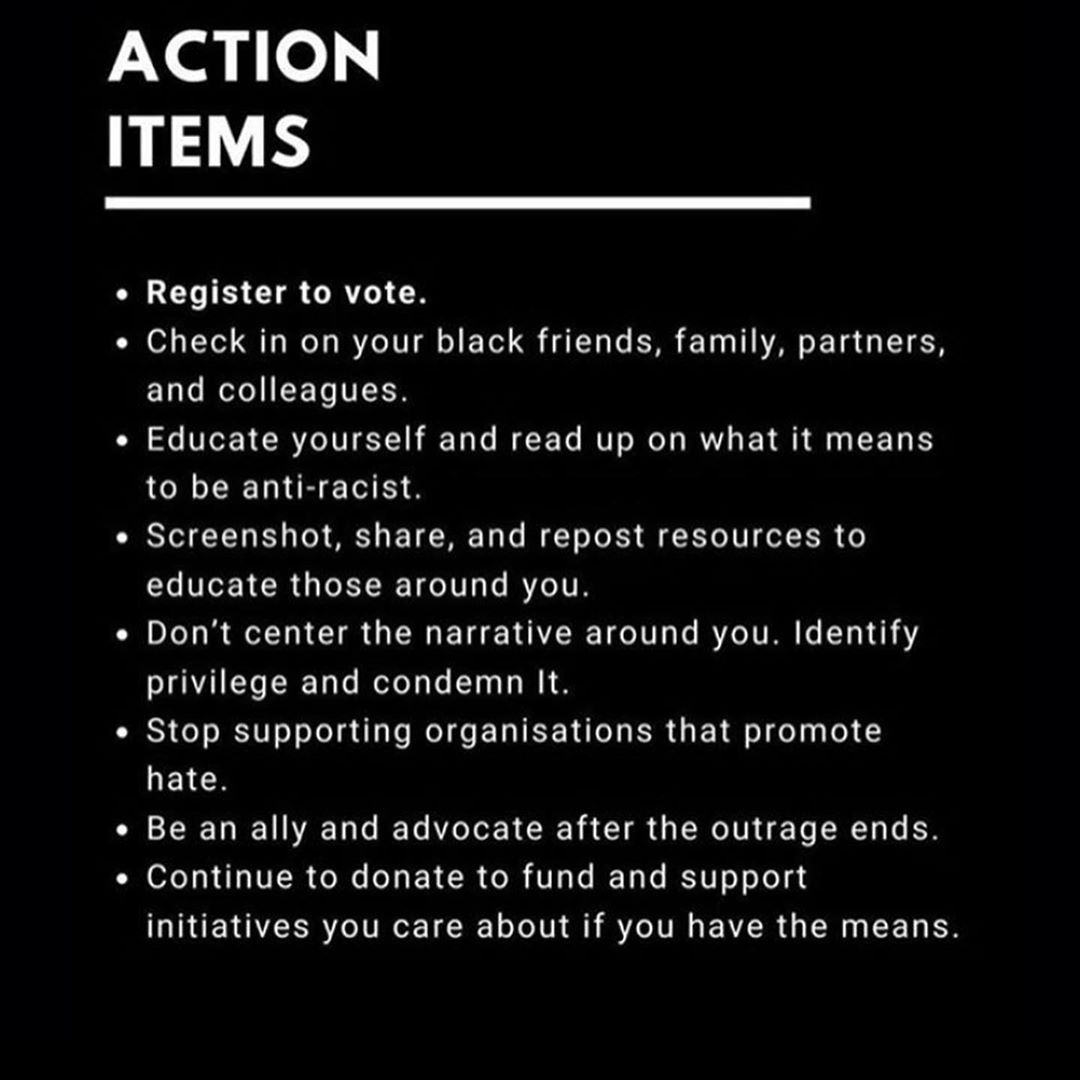 ACTION
ITEMS
• Register to vote.
• Check in on your black friends, family, partners,
and colleagues.
• Educate yourself and read up on what it means
to be anti-racist.
• Screenshot, share, and repost resources to
educate those around you.
• Don't center the narrative around you. Identify
privilege and condemn It.
• Stop supporting organisations that promote
hate.
• Be an ally and advocate after the outrage ends.
• Continue to donate to fund and support
initiatives you care about if you have the means.